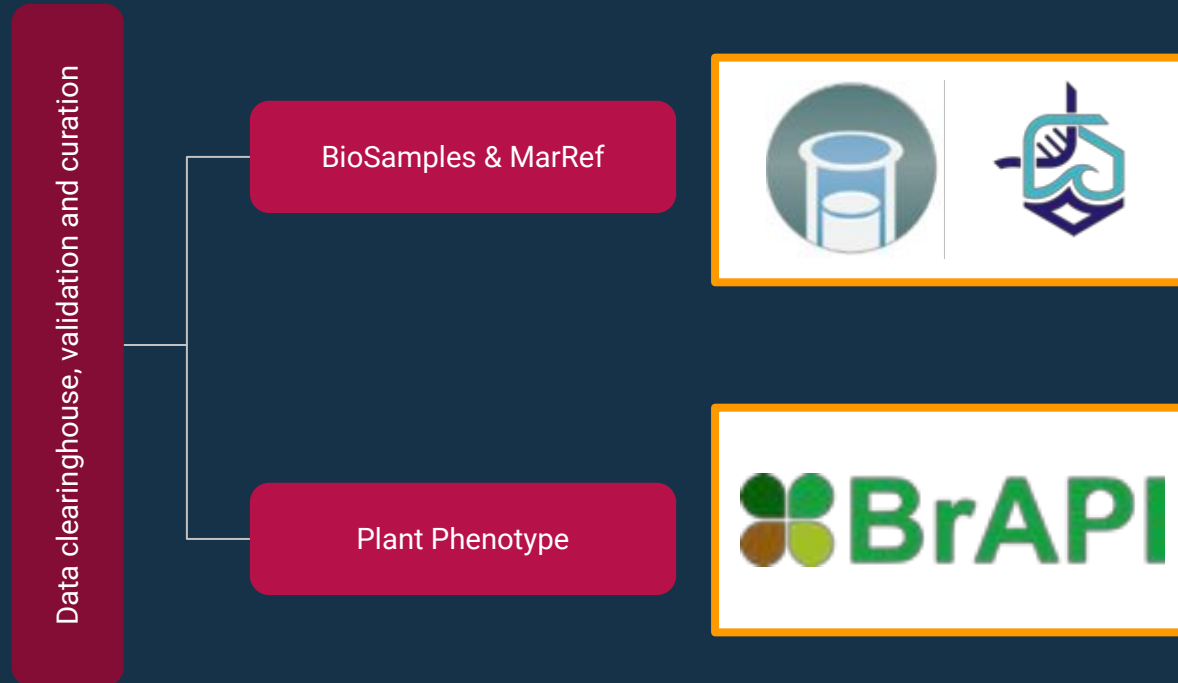 Data clearinghouse, validation and curation
BioSamples & MarRef
Plant Phenotype
BrAPI